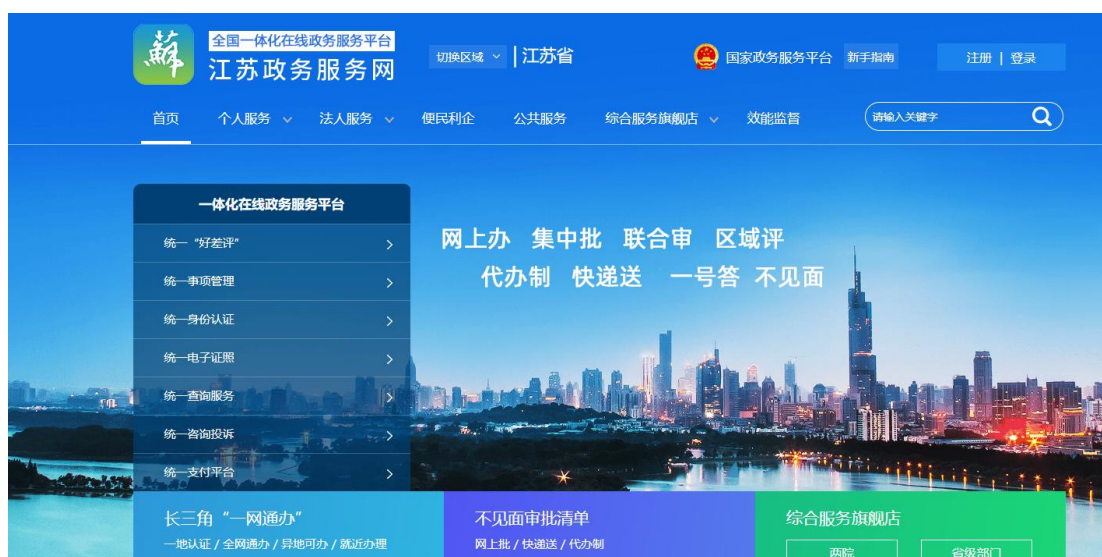 蘇
全国一体化在线政务服务平台
江苏政务服务网
切换区域
江苏省
国家政务服务平台
新手指南
注册 | 登录
首页
个人服务
法人服务
便民利企
公共服务
综合服务旗舰店
效能监督
请输入关键字
一体化在线政务服务平台
统一“好差评”
统一事项管理
统一身份认证
统一电子证照
统一查询服务
统一咨询投诉
统一支付平台
网上办 集中批 联合审 区域评
代办制 快递送 一号答 不见面
长三角“一网通办”
一地认证 / 全网通办 / 异地可办 / 就近办理
不见面审批清单
网上批 / 快递送 / 代办制
综合服务旗舰店
两院
省级部门